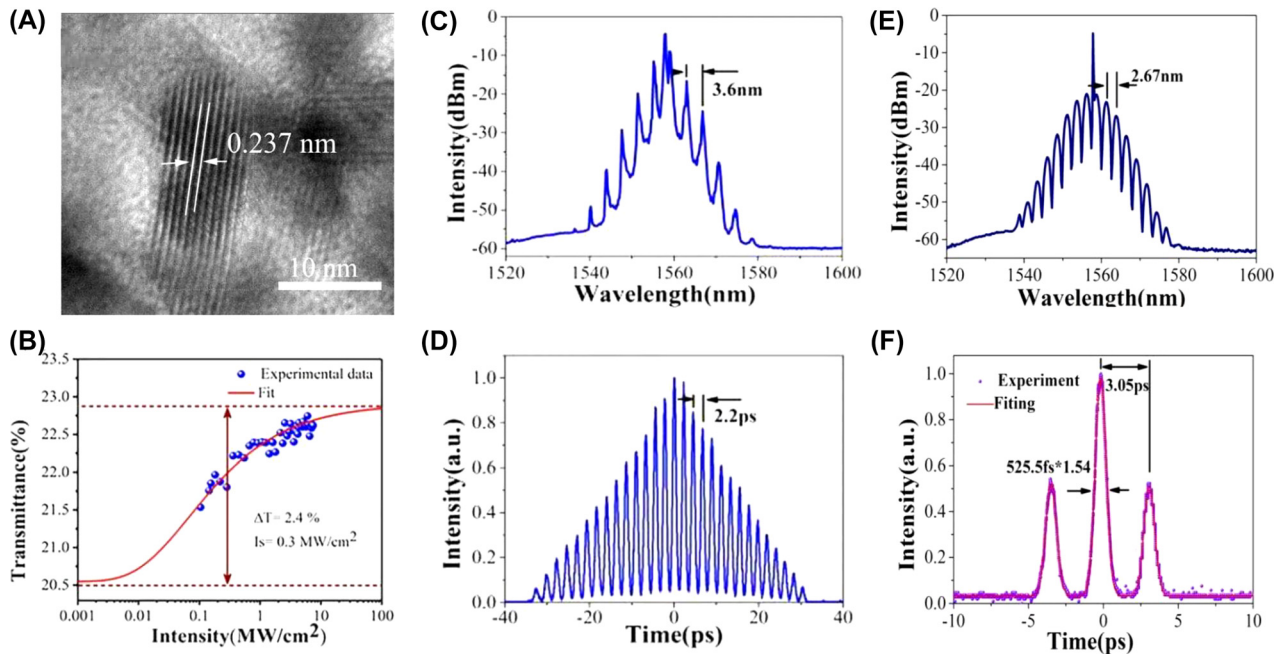 (A)
0.237 nm
10 nm
(B)
23.5
23.0
22.5
22.0
21.5
21.0
20.5
Transmittance(%)
Experimental data
Fit
ΔT= 2.4 %
Is= 0.3 MW/cm2
0.001 0.01 0.1 1 10 100
Intensity(MW/cm2)
(C)
0
-10
-20
-30
-40
-50
-60
Intensity(dBm)
3.6nm
1520 1540 1560 1580 1600
Wavelength(nm)
(D)
1.0
0.8
0.6
0.4
0.2
0.0
Intensity(a.u.)
2.2ps
-40 -20 0 20 40
Time(ps)
(E)
0
-20
-40
-60
Intensity(dBm)
2.67nm
1520 1540 1560 1580 1600
Wavelength(nm)
(F)
1.0
0.8
0.6
0.4
0.2
0.0
Intensity(a.u.)
Experiment
Fiting
3.05ps
525.5fs*1.54
-10 -5 0 5 10
Time(ps)